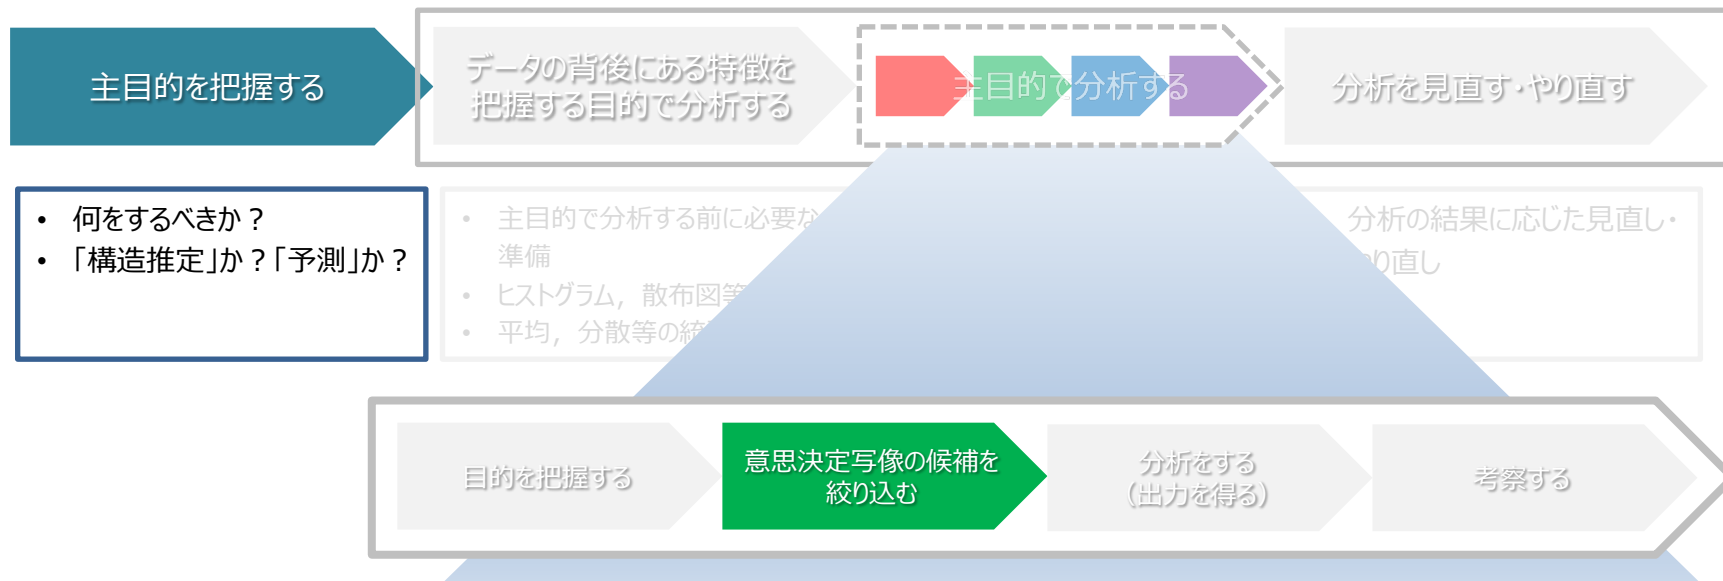 主目的を把握する
データの背後にある特徴を
把握する目的で分析する
主目的で分析する
分析を見直す・やり直す
• 何をするべきか？
• 「構造推定」か？「予測」か？
• 主目的で分析する前に必要な
準備
• ヒストグラム，散布図等
• 平均，分散等の統
分析の結果に応じた見直し・
やり直し
目的を把握する
意思決定写像の候補を
絞り込む
分析をする
（出力を得る）
考察する